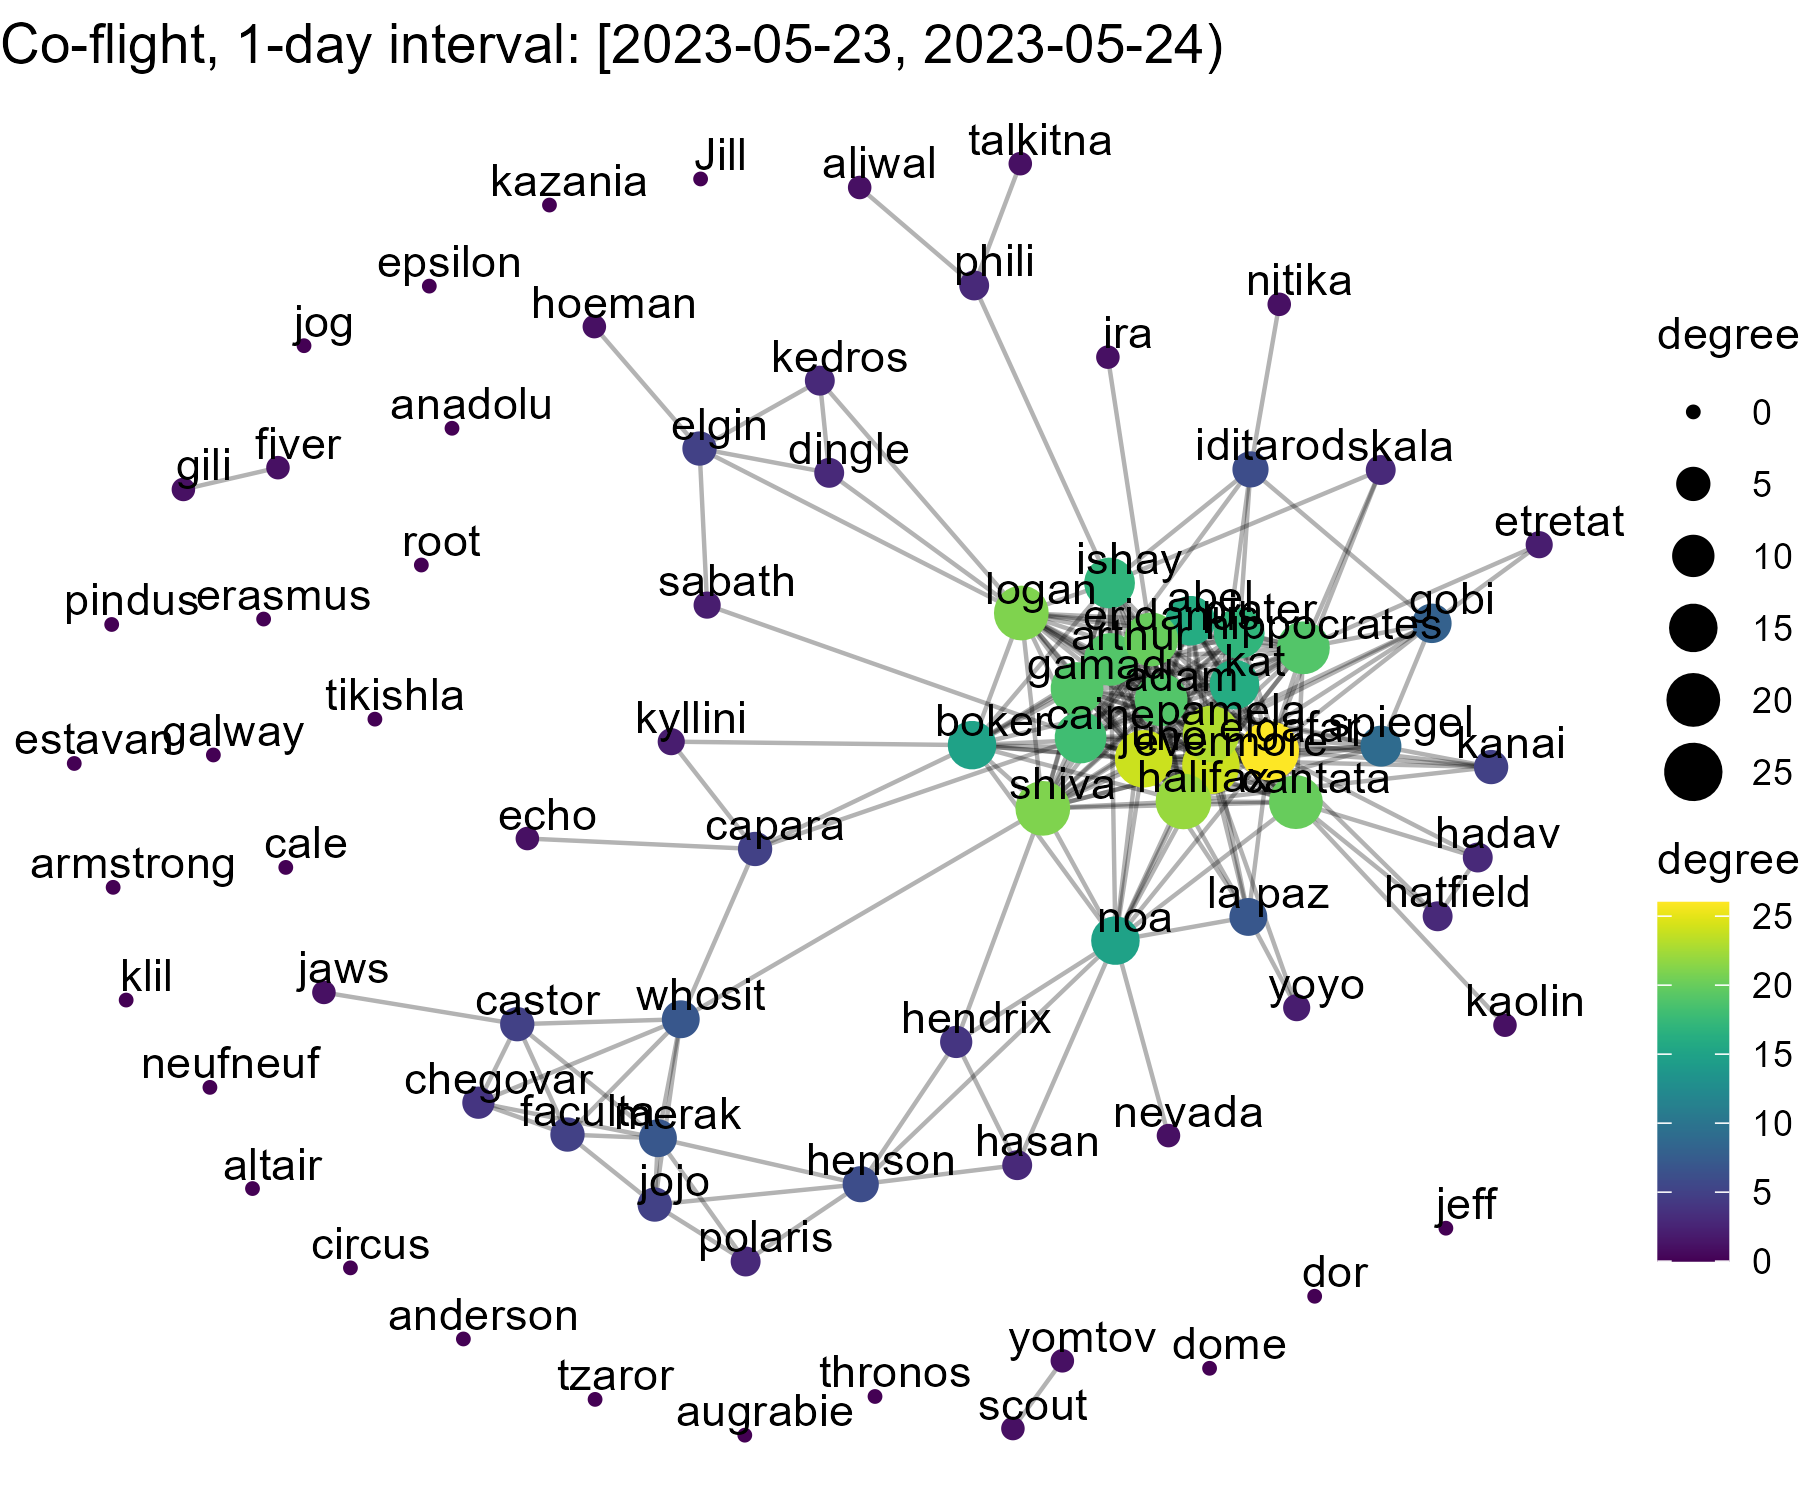 Co-flight, 1-day interval: [2023-05-23, 2023-05-24)
talkitna
Jill
aliwal
kazania
epsilon
phili
nitika
hoeman
jog
ira
degree
kedros
0
anadolu
elgin
fiver
dingle
iditarod
skala
gili
5
etretat
root
10
ishay
sabath
logan
abel
pindus
erasmus
eridanus
pinter
gobi
arthur
hippocrates
15
gamad
kat
adam
tikishla
20
kyllini
boker
caine
pamela
estavan
galway
juno
evermore
elgafar
spiegel
kanai
25
shiva
halifax
cantata
echo
capara
hadav
cale
degree
armstrong
la paz
hatfield
25
noa
klil
jaws
castor
whosit
yoyo
20
hendrix
kaolin
neufneuf
15
chegovar
faculta
merak
nevada
10
hasan
altair
henson
jojo
5
jeff
polaris
circus
dor
0
anderson
yomtov
dome
tzaror
thronos
augrabie
scout